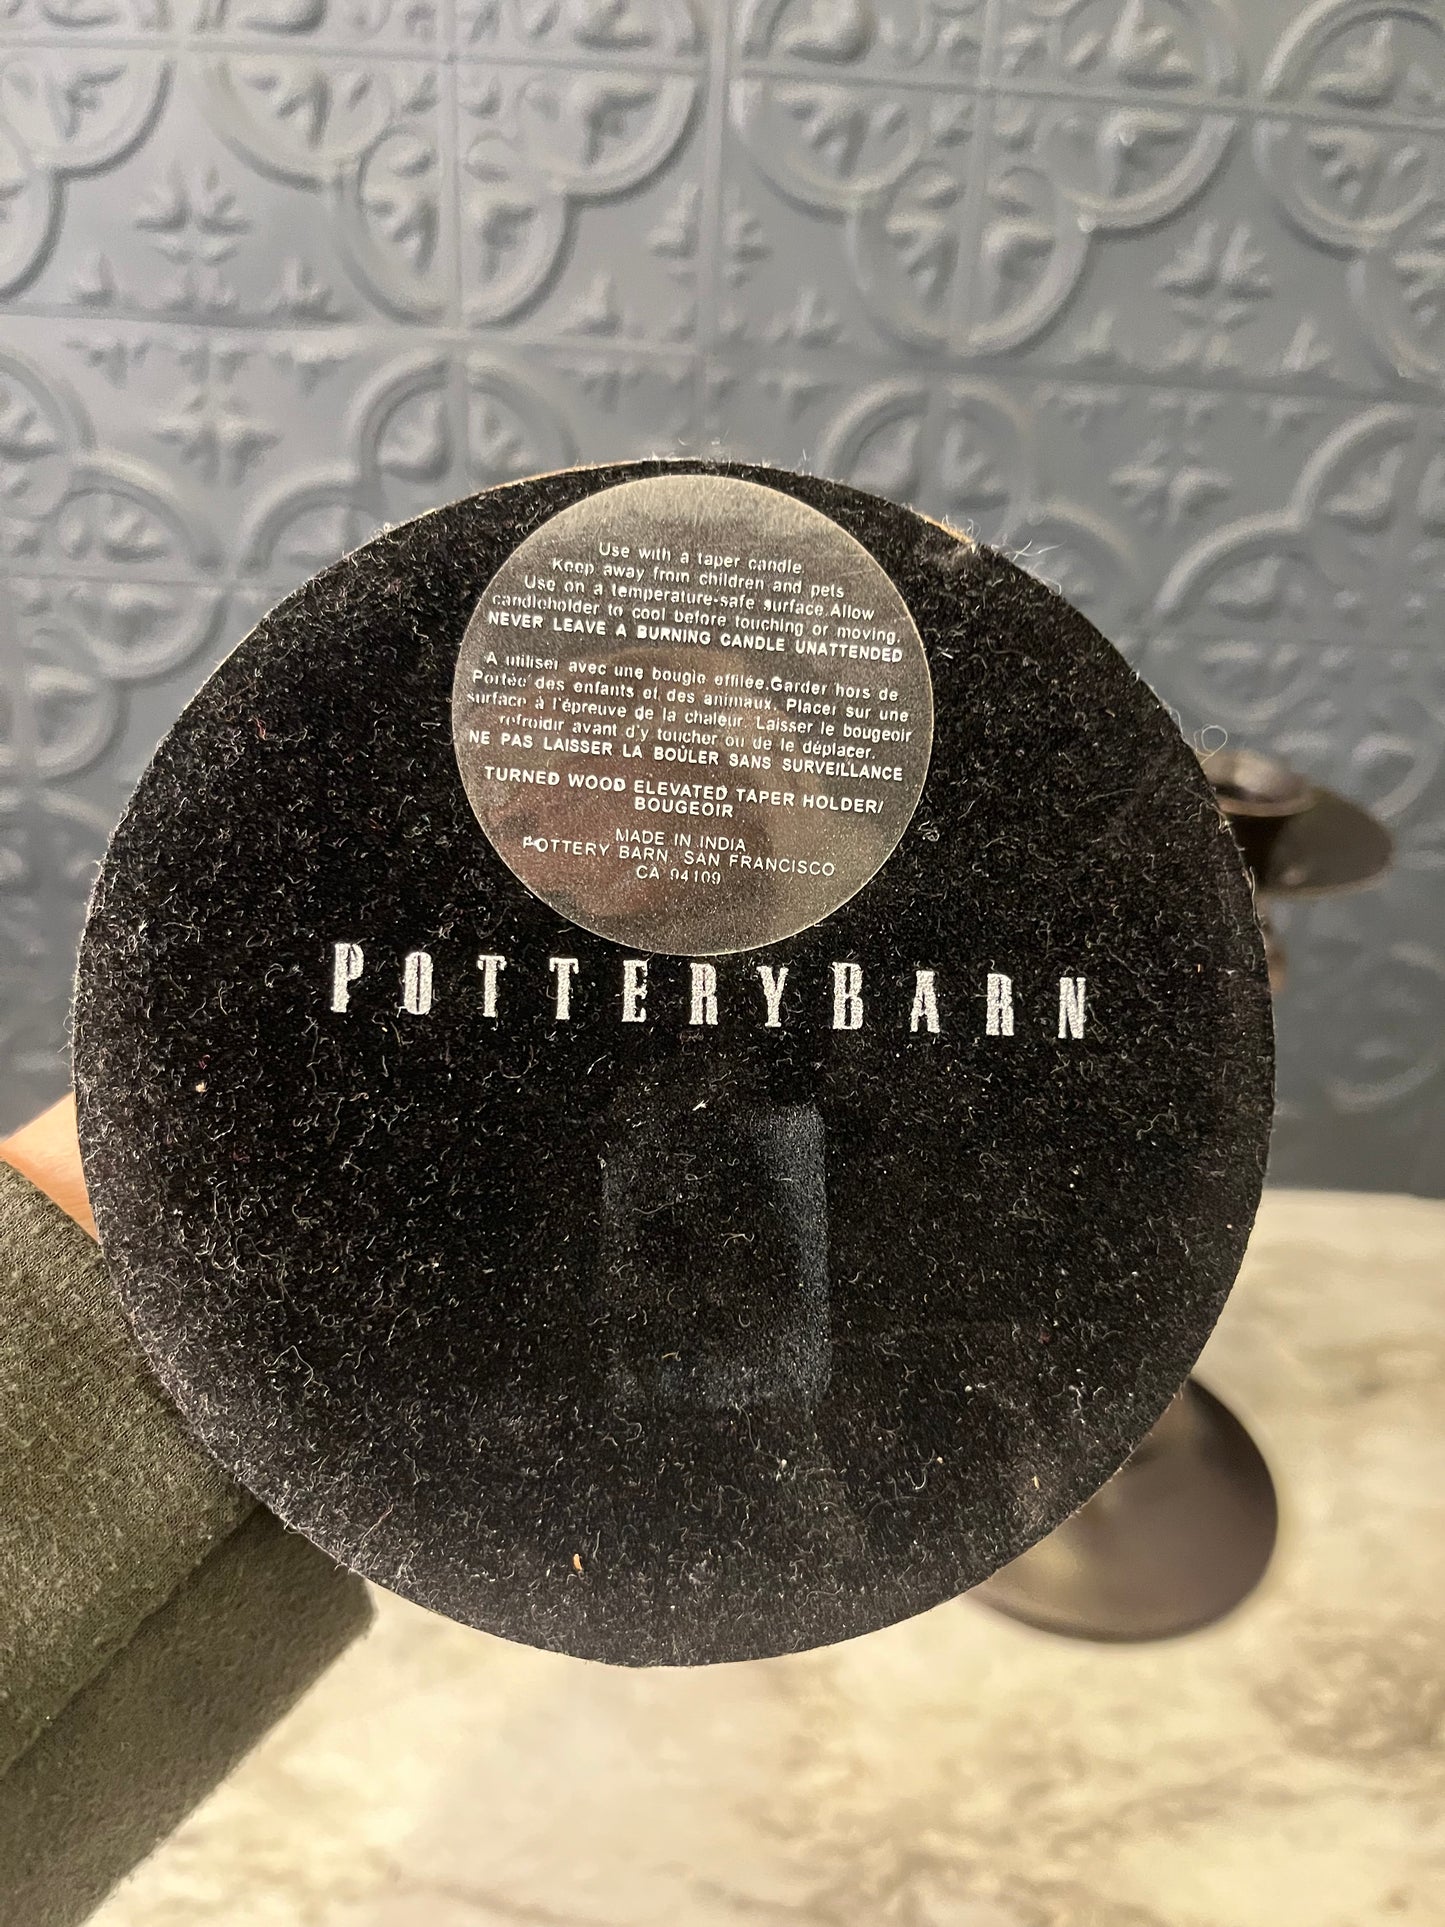 Use with a taper candle.
Keep away from children and pets
Use on a temperature-safe surface.Allow
candleholder to cool before touching or moving.
NEVER LEAVE A BURNING CANDLE UNATTENDED
A utiliser avec une bougie effilée.Garder hors de
Portée des enfants et des animaux. Placer sur une
surface à l'épreuve de la chaleur. Laisser le bougeoir
refroidir avant d'y toucher ou de le déplacer.
NE PAS LAISSER LA BOÛLER SANS SURVEILLANCE
TURNED WOOD ELEVATED TAPER HOLDER/
BOUGEOIR
MADE IN INDIA
POTTERY BARN, SAN FRANCISCO
CA 94109
POTTERYBARN